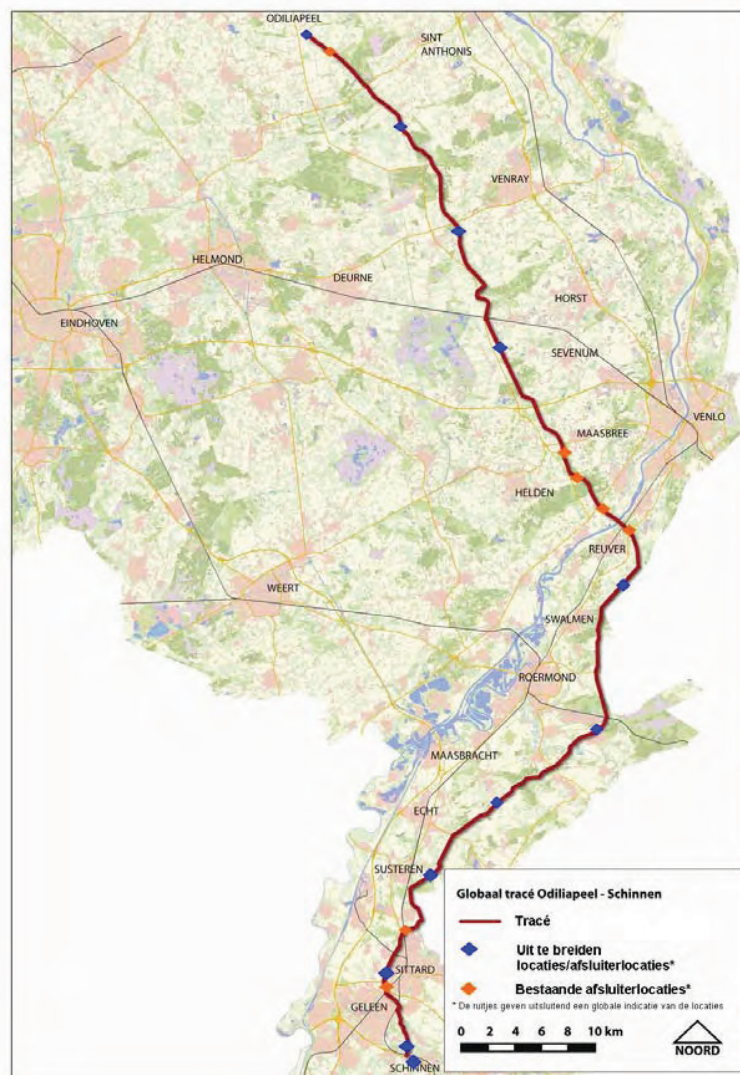 ODILIAPEEL
SINT
ANTHONIS
VENRAY
HELMOND
DEURNE
HORST
EINDHOVEN
SEVENUM
VENLO
MAASBREE
HELDEN
REUVER
WEERT
SWALMEN
ROERMOND
MAASBRACHT
ECHT
SUSTEREN
SITTARD
GELEEN
SCHINNEN
Globaal tracé Odiliapeel - Schinnen
Tracé
Uit te breiden
locaties/afsluiterlocaties*
Bestaande afsluiterlocaties*
* De ruitjes geven uitsluitend een globale indicatie van de locaties
0 2 4 6 8 10 km
NOORD